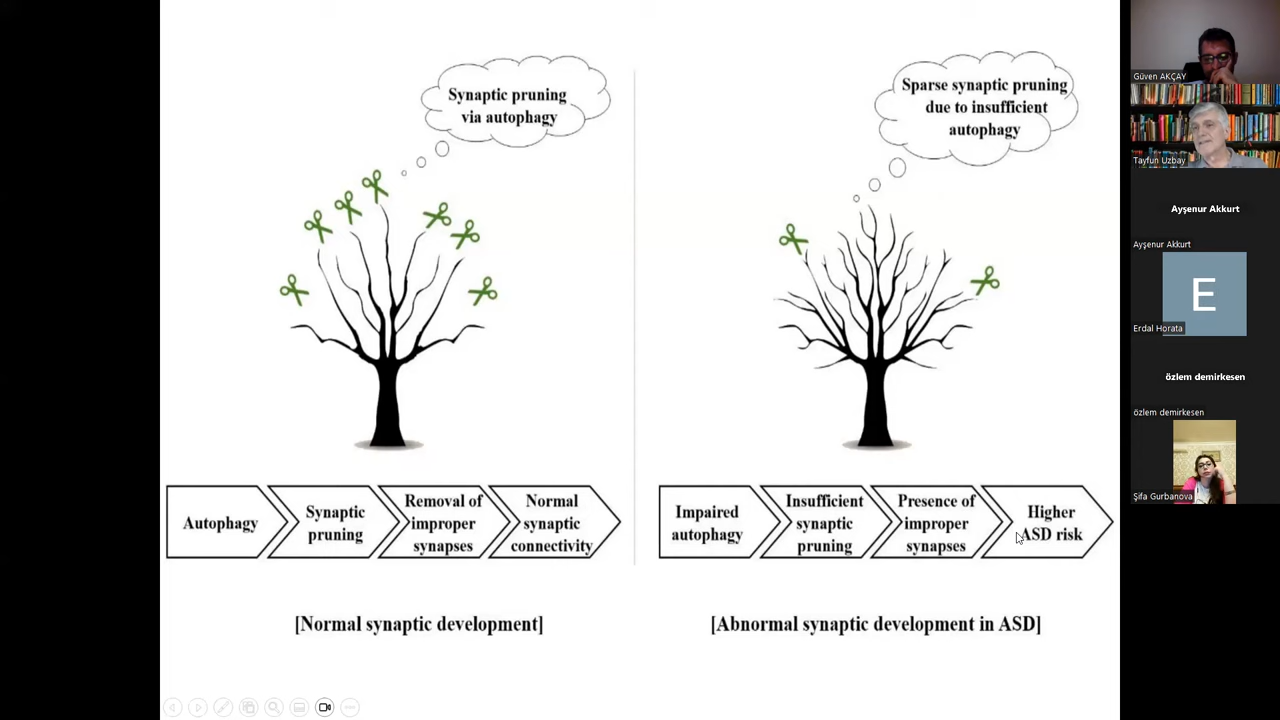 Synaptic pruning
via autophagy
Sparse synaptic pruning
due to insufficient
autophagy
Autophagy
Synaptic
pruning
Removal of
improper
synapses
Normal
synaptic
connectivity
Impaired
autophagy
Insufficient
synaptic
pruning
Presence of
improper
synapses
Higher
ASD risk
[Normal synaptic development]
[Abnormal synaptic development in ASD]
Güven AKÇAY
Tayfun Uzbay
Ayşenur Akkurt
Ayşenur Akkurt
E
Erdal Horata
özlem demirkesen
özlem demirkesen
Şifa Gurbanova